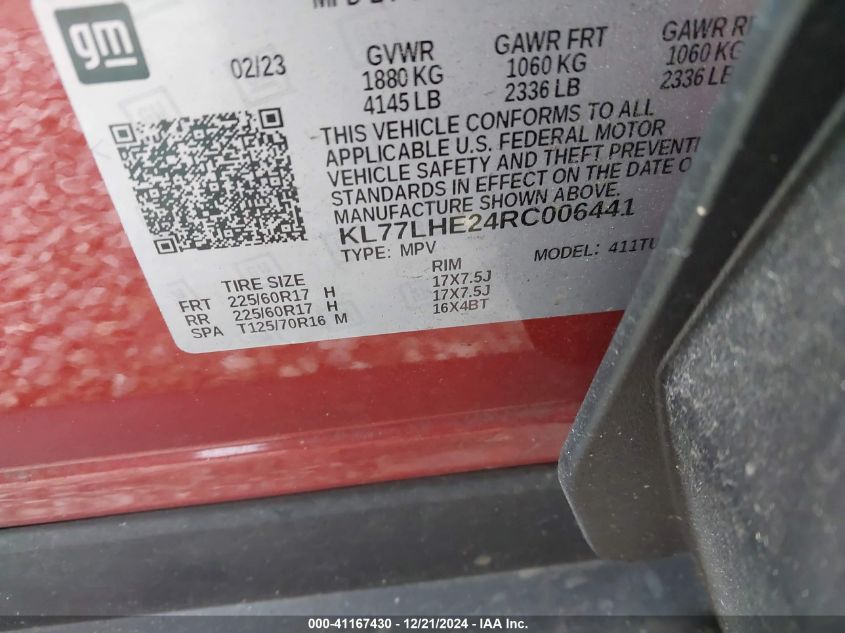 gm
02/23
GVWR GAWR FRT GAWR
1880 KG 1060 KG 1060 KG
4145 LB 2336 LB 2336 LB
THIS VEHICLE CONFORMS TO ALL
APPLICABLE U.S. FEDERAL MOTOR
VEHICLE SAFETY AND THEFT PREVENTI
STANDARDS IN EFFECT ON THE DATE O
MANUFACTURE SHOWN ABOVE.
KL77LHE24RC006441
TYPE: MPV MODEL: 411TU
TIRE SIZE RIM
FRT 225/60R17 H 17X7.5J
RR 225/60R17 H 17X7.5J
SPA T125/70R16 M 16X4BT
000-41167430 - 12/21/2024 - IAA Inc.